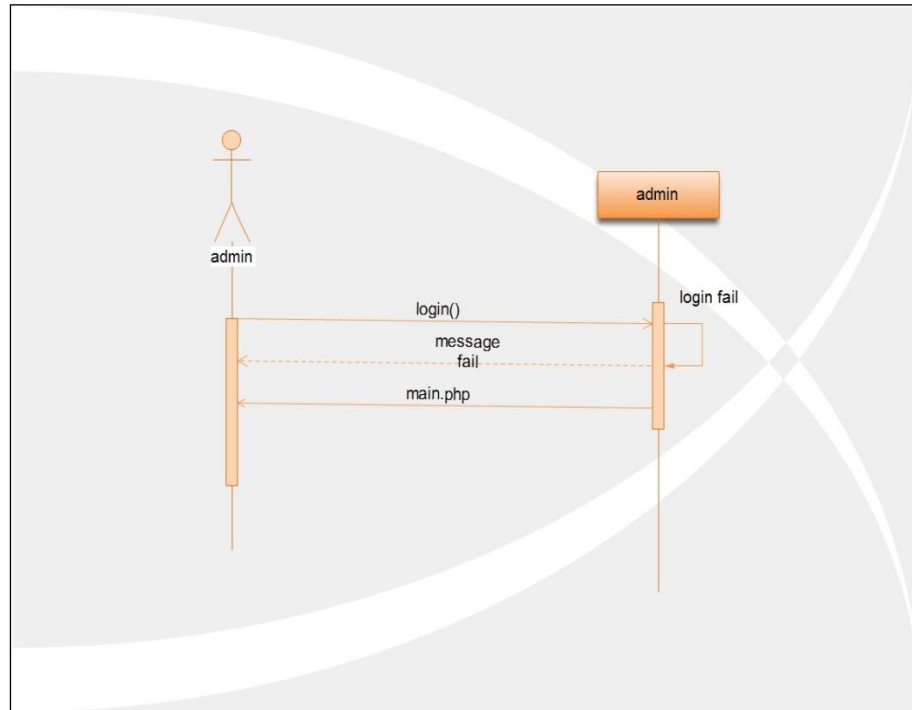 admin
admin
login fail
login()
message
fail
main.php